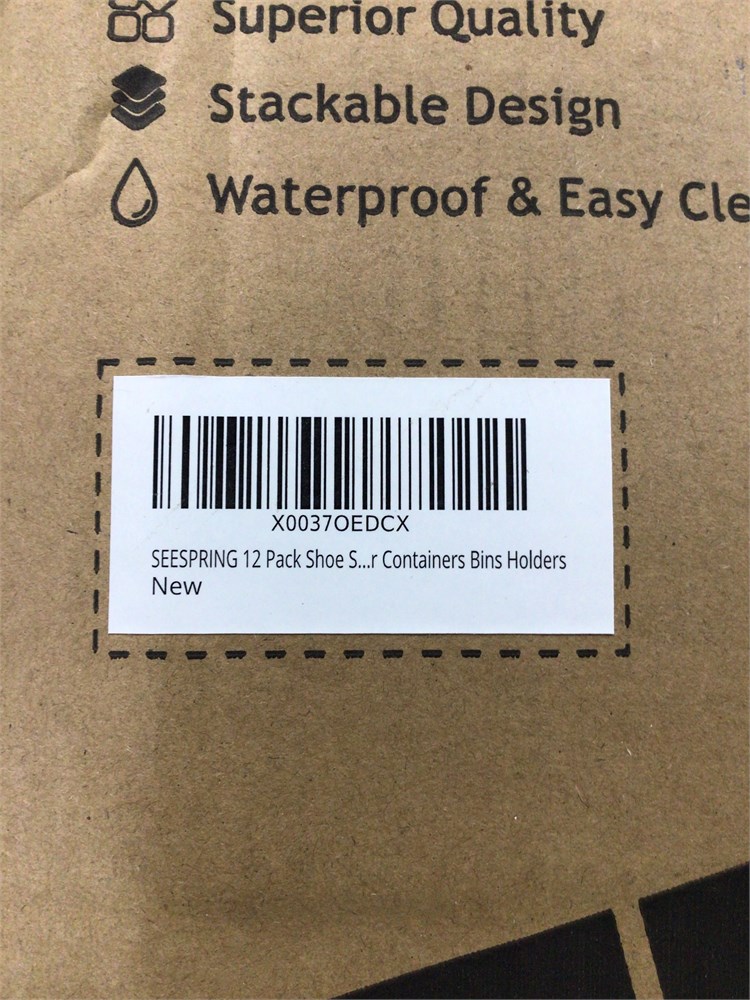 Superior Quality
Stackable Design
Waterproof & Easy Cle
X0037OEDCX
SEESPRING 12 Pack Shoe S...r Containers Bins Holders
New